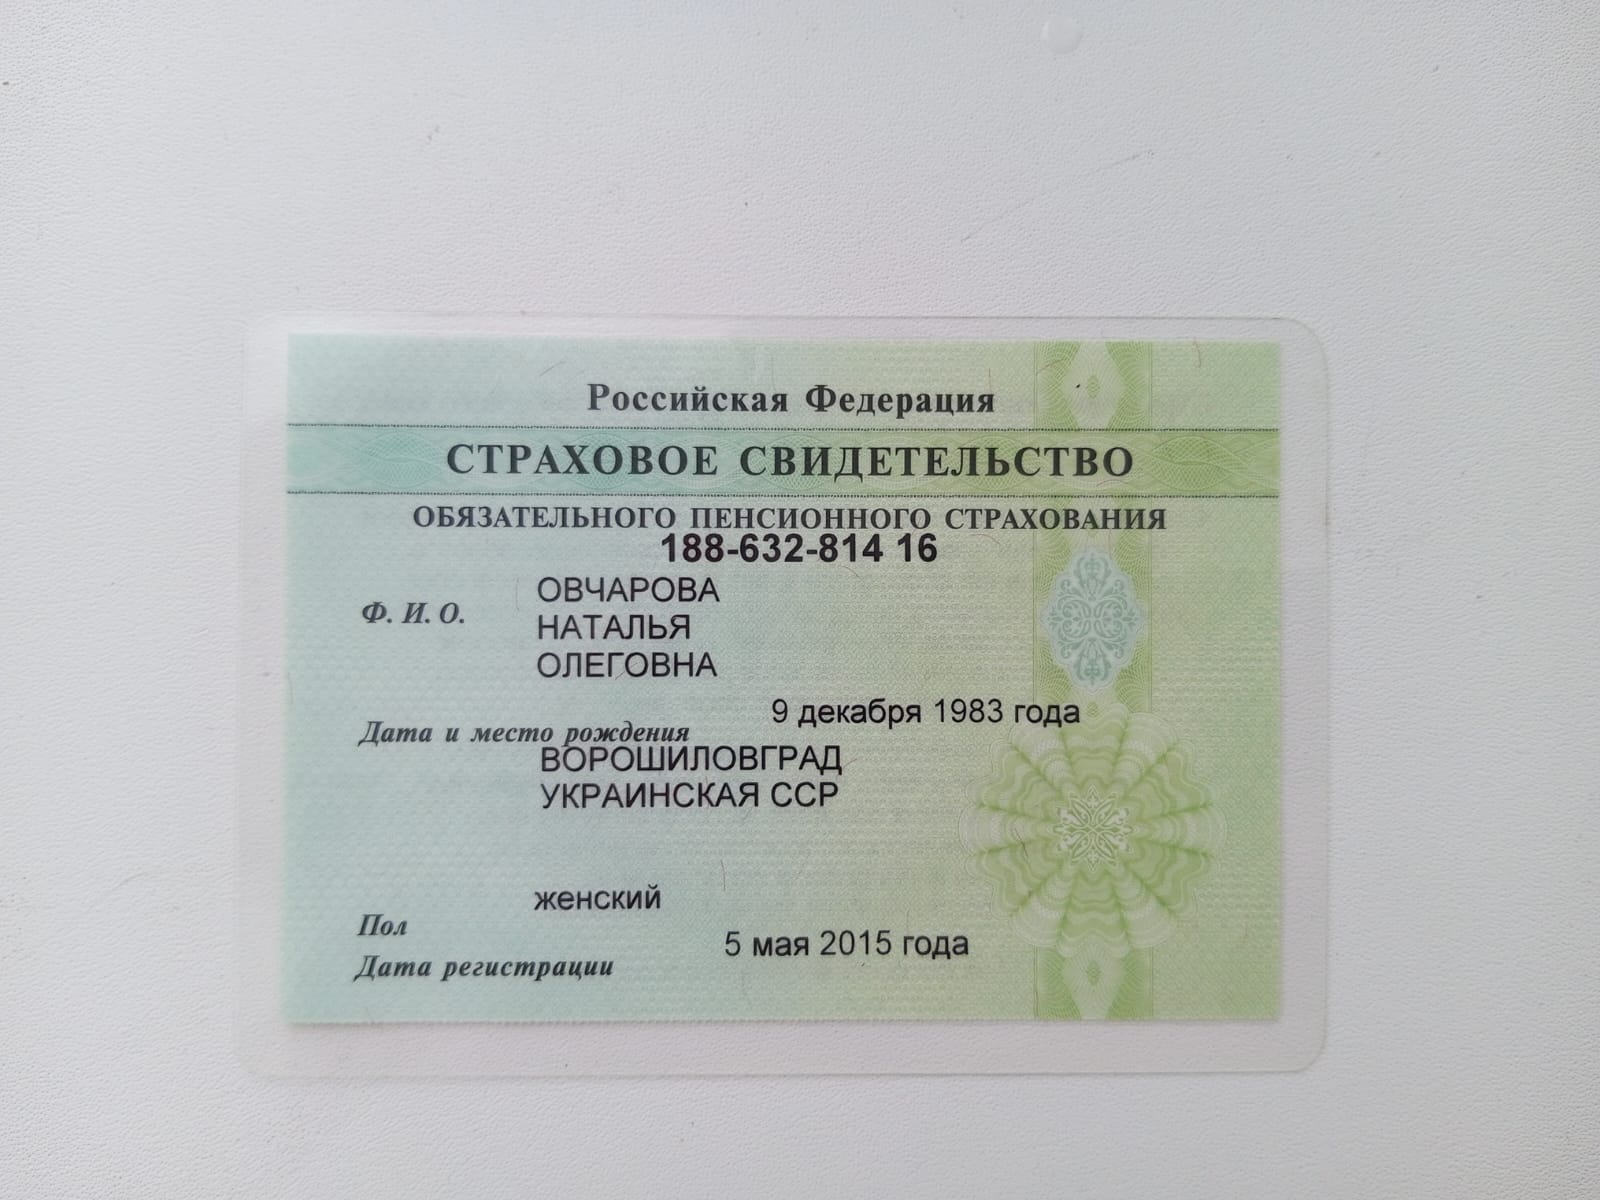 Российская Федерация
СТРАХОВОЕ СВИДЕТЕЛЬСТВО
ОБЯЗАТЕЛЬНОГО ПЕНСИОННОГО СТРАХОВАНИЯ
188-632-814 16
Ф. И. О. ОВЧАРОВА
НАТАЛЬЯ
ОЛЕГОВНА
Дата и место рождения 9 декабря 1983 года
ВОРОШИЛОВГРАД
УКРАИНСКАЯ ССР
Пол женский
Дата регистрации 5 мая 2015 года